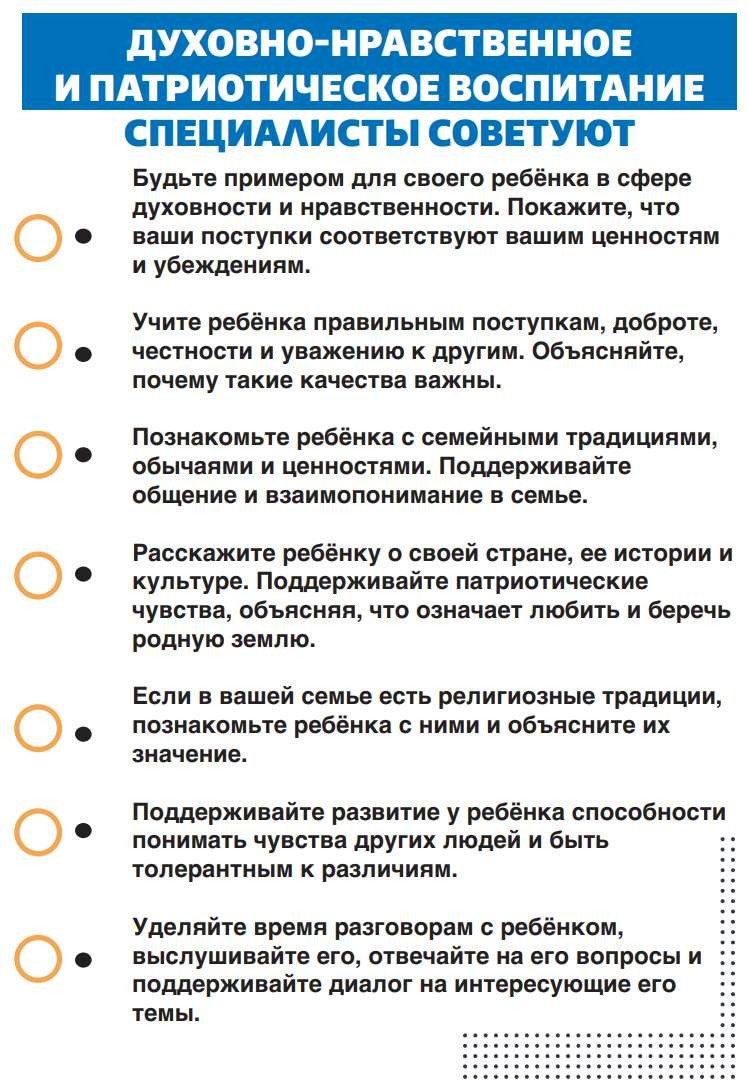 ДУХОВНО-НРАВСТВЕННОЕ
И ПАТРИОТИЧЕСКОЕ ВОСПИТАНИЕ
СПЕЦИАЛИСТЫ СОВЕТУЮТ
Будьте примером для своего ребёнка в сфере
духовности и нравственности. Покажите, что
ваши поступки соответствуют вашим ценностям
и убеждениям.
Учите ребёнка правильным поступкам, доброте,
честности и уважению к другим. Объясняйте,
почему такие качества важны.
Познакомьте ребёнка с семейными традициями,
обычаями и ценностями. Поддерживайте
общение и взаимопонимание в семье.
Расскажите ребёнку о своей стране, ее истории и
культуре. Поддерживайте патриотические
чувства, объясняя, что означает любить и беречь
родную землю.
Если в вашей семье есть религиозные традиции,
познакомьте ребёнка с ними и объясните их
значение.
Поддерживайте развитие у ребёнка способности
понимать чувства других людей и быть
толерантным к различиям.
Уделяйте время разговорам с ребёнком,
выслушивайте его, отвечайте на его вопросы и
поддерживайте диалог на интересующие его
темы.